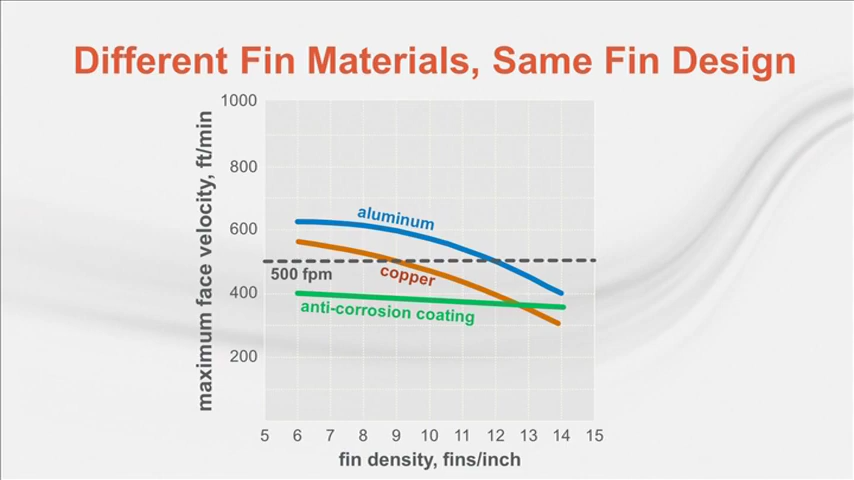 Different Fin Materials, Same Fin Design
maximum face velocity, ft/min
1000
800
600
400
200
aluminum
500 fpm
copper
anti-corrosion coating
5 6 7 8 9 10 11 12 13 14 15
fin density, fins/inch